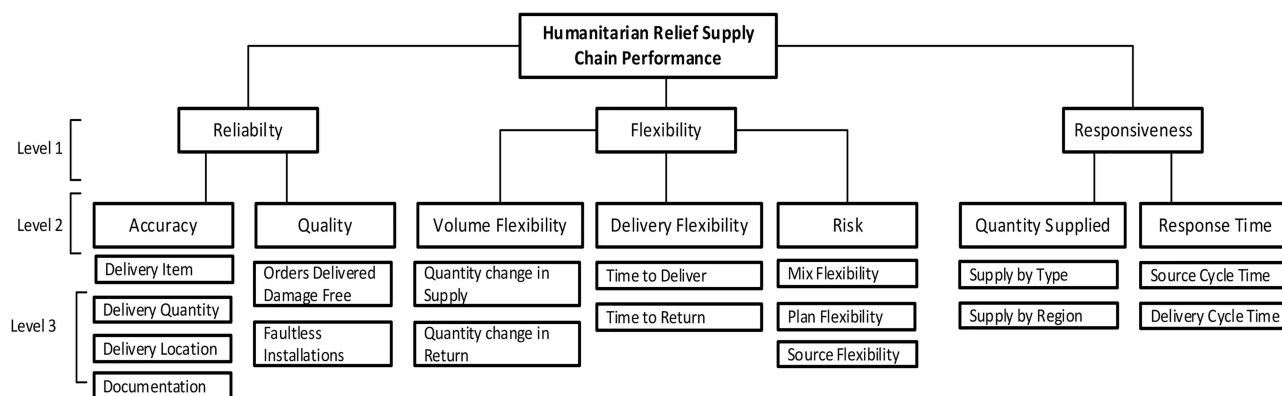 Humanitarian Relief Supply
Chain Performance
Reliabilty
Flexibility
Responsiveness
Level 1
Level 2
Accuracy
Quality
Volume Flexibility
Delivery Flexibility
Risk
Quantity Supplied
Response Time
Level 3
Delivery Item
Delivery Quantity
Delivery Location
Documentation
Orders Delivered
Damage Free
Faultless
Installations
Quantity change in
Supply
Quantity change in
Return
Time to Deliver
Time to Return
Mix Flexibility
Plan Flexibility
Source Flexibility
Supply by Type
Supply by Region
Source Cycle Time
Delivery Cycle Time